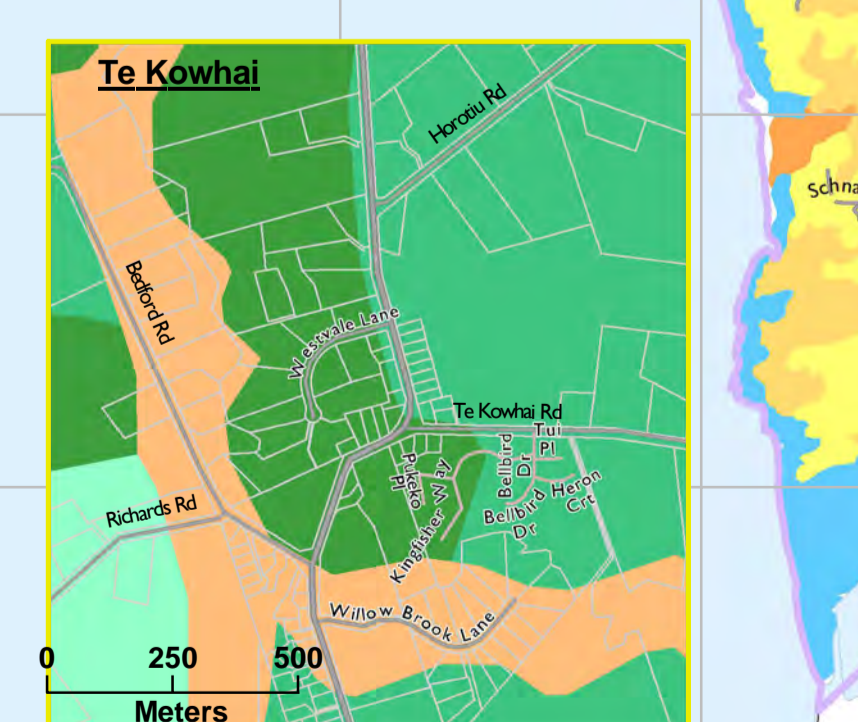 Te Kowhai
Horotiu Rd
Schna
Bedford Rd
Westvale Lane
Te Kowhai Rd
Tui
Pl
Bellbird
Dr
Pukeko
Pl
Kingfisher Way
Heron
Crt
Bellbird
Dr
Richards Rd
Willow Brook Lane
0 250 500
Meters